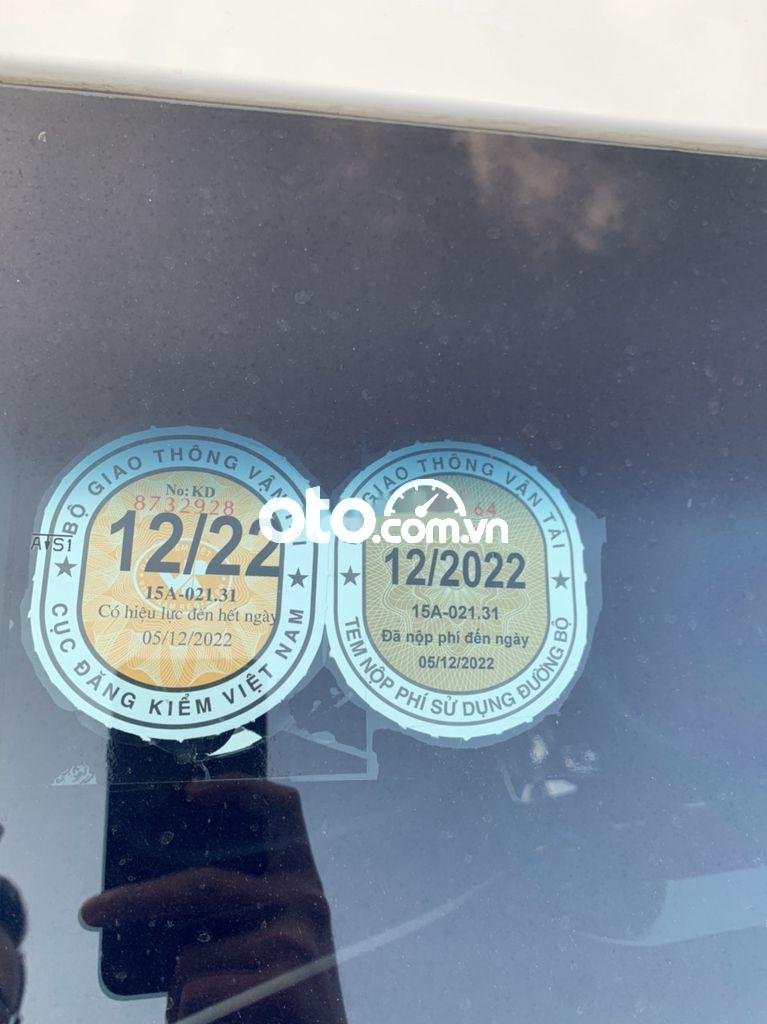 BỘ GIAO THÔNG VẬN
No: KD
8732928
12/22
15A-021.31
Có hiệu lực đến hết ngày
05/12/2022
CỤC ĐĂNG KIỂM VIỆT NAM
GIAO THÔNG VẬN TẢI
64
12/2022
15A-021.31
Đã nộp phí đến ngày
05/12/2022
TEM NỘP PHÍ SỬ DỤNG ĐƯỜNG BỘ
oto.com.vn